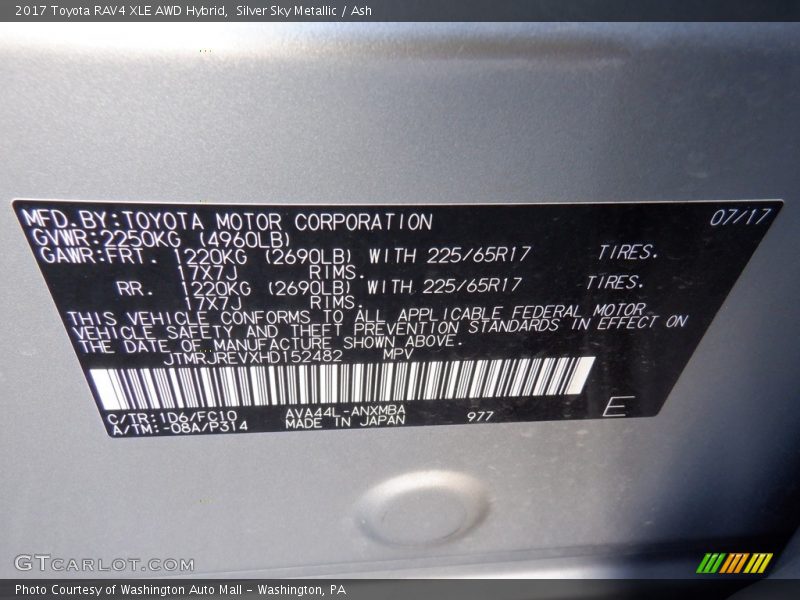 2017 Toyota RAV4 XLE AWD Hybrid,  Silver Sky Metallic / Ash
MFD.BY:TOYOTA MOTOR CORPORATION 07/17
GVWR:2250KG (4960LB)
GAWR:FRT. 1220KG (2690LB) WITH 225/65R17 TIRES.
17X7J RIMS.
RR. 1220KG (2690LB) WITH 225/65R17 TIRES.
17X7J RIMS.
THIS VEHICLE CONFORMS TO ALL APPLICABLE FEDERAL MOTOR
VEHICLE SAFETY AND THEFT PREVENTION STANDARDS IN EFFECT ON
THE DATE OF MANUFACTURE SHOWN ABOVE.
JTMRJREVXHD152482 MPV
C/TR:1D6/FC10 AVA44L-ANXMBA 977 E
A/TM:-08A/P314 MADE IN JAPAN
GTCARLOT.COM
Photo Courtesy of Washington Auto Mall - Washington, PA